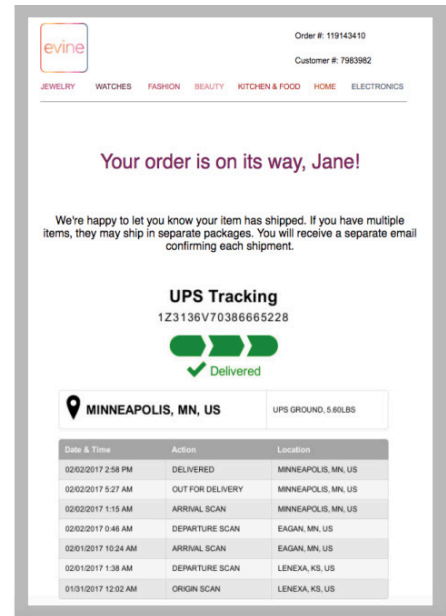 evine
Order #: 119143410
Customer #: 7983982
JEWELRY WATCHES FASHION BEAUTY KITCHEN & FOOD HOME ELECTRONICS
Your order is on its way, Jane!
We're happy to let you know your item has shipped. If you have multiple
items, they may ship in separate packages. You will receive a separate email
confirming each shipment.
UPS Tracking
1Z3136V70386665228
Delivered
MINNEAPOLIS, MN, US UPS GROUND, 5.60LBS
Date & Time Action Location
02/02/2017 2:58 PM DELIVERED MINNEAPOLIS, MN, US
02/02/2017 5:27 AM OUT FOR DELIVERY MINNEAPOLIS, MN, US
02/02/2017 1:15 AM ARRIVAL SCAN MINNEAPOLIS, MN, US
02/02/2017 0:46 AM DEPARTURE SCAN EAGAN, MN, US
02/01/2017 10:24 AM ARRIVAL SCAN EAGAN, MN, US
02/01/2017 1:38 AM DEPARTURE SCAN LENEXA, KS, US
01/31/2017 12:02 AM ORIGIN SCAN LENEXA, KS, US